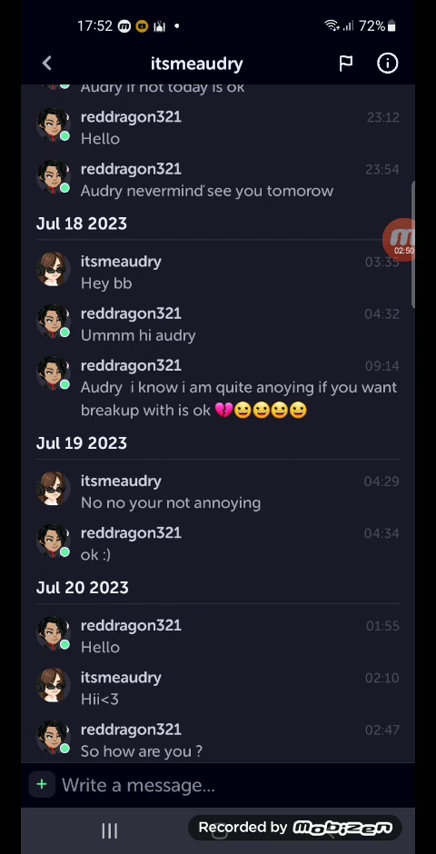 17:52
72%
itsmeaudry
Audry if not today is ok
reddragon321 23:12
Hello
reddragon321 23:54
Audry nevermind see you tomorow
Jul 18 2023
itsmeaudry 03:35
02:50
Hey bb
reddragon321 04:32
Ummm hi audry
reddragon321 09:14
Audry i know i am quite anoying if you want
breakup with is ok 💔😆😆😆😆
Jul 19 2023
itsmeaudry 04:29
No no your not annoying
reddragon321 04:34
ok :)
Jul 20 2023
reddragon321 01:55
Hello
itsmeaudry 02:10
Hii<3
reddragon321 02:47
So how are you ?
+ Write a message...
Recorded by mobizen